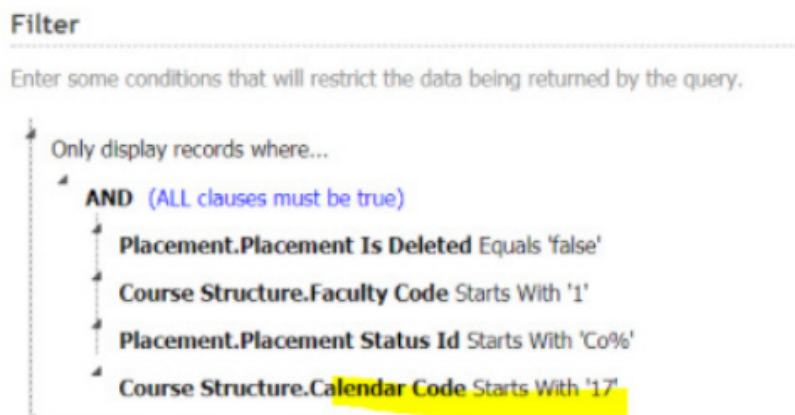 Filter
Enter some conditions that will restrict the data being returned by the query.
Only display records where...
AND (ALL clauses must be true)
Placement.Placement Is Deleted Equals 'false'
Course Structure.Faculty Code Starts With '1'
Placement.Placement Status Id Starts With 'Co%'
Course Structure.Calendar Code Starts With '17'